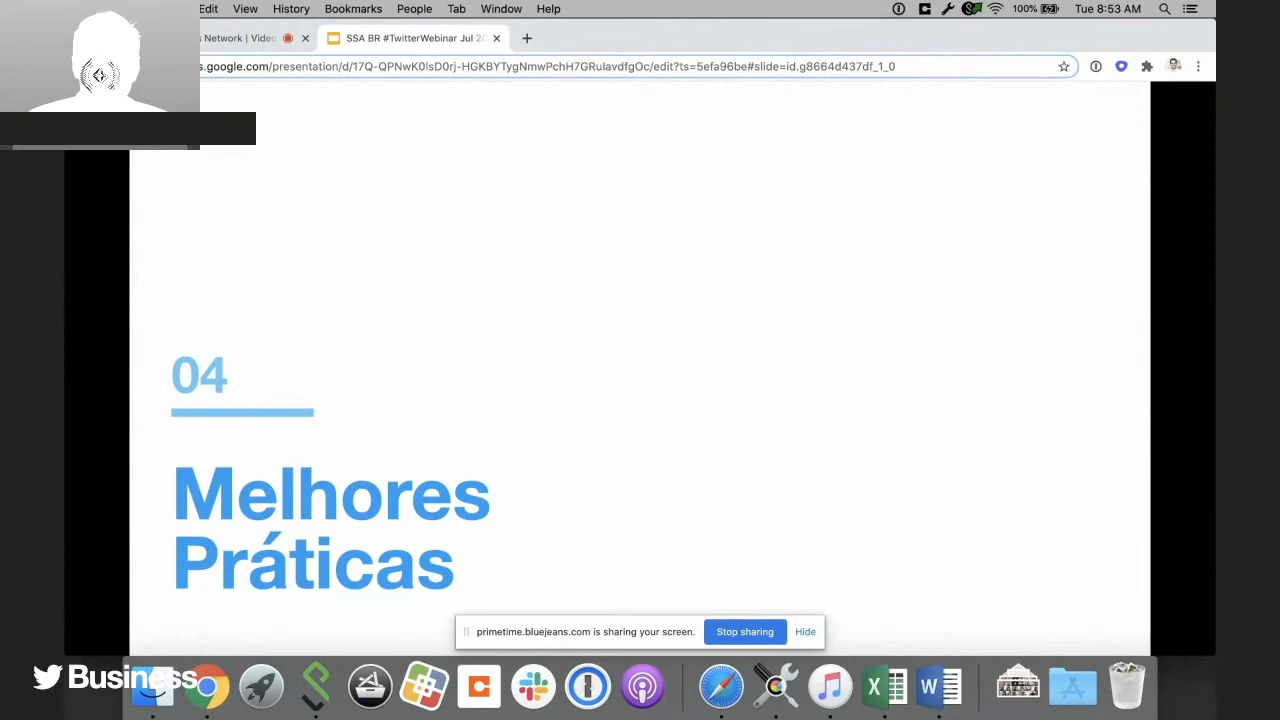 Edit View History Bookmarks People Tab Window Help 100% Tue 8:53 AM
s Network | Video SSA BR #TwitterWebinar Jul 20
s.google.com/presentation/d/17Q-QPNwK0lsD0rj-HGKBYTygNmwPchH7GRulavdfgOc/edit?ts=5efa96be#slide=id.g8664d437df_1_0
04
Melhores
Práticas
primetime.bluejeans.com is sharing your screen. Stop sharing Hide
Business